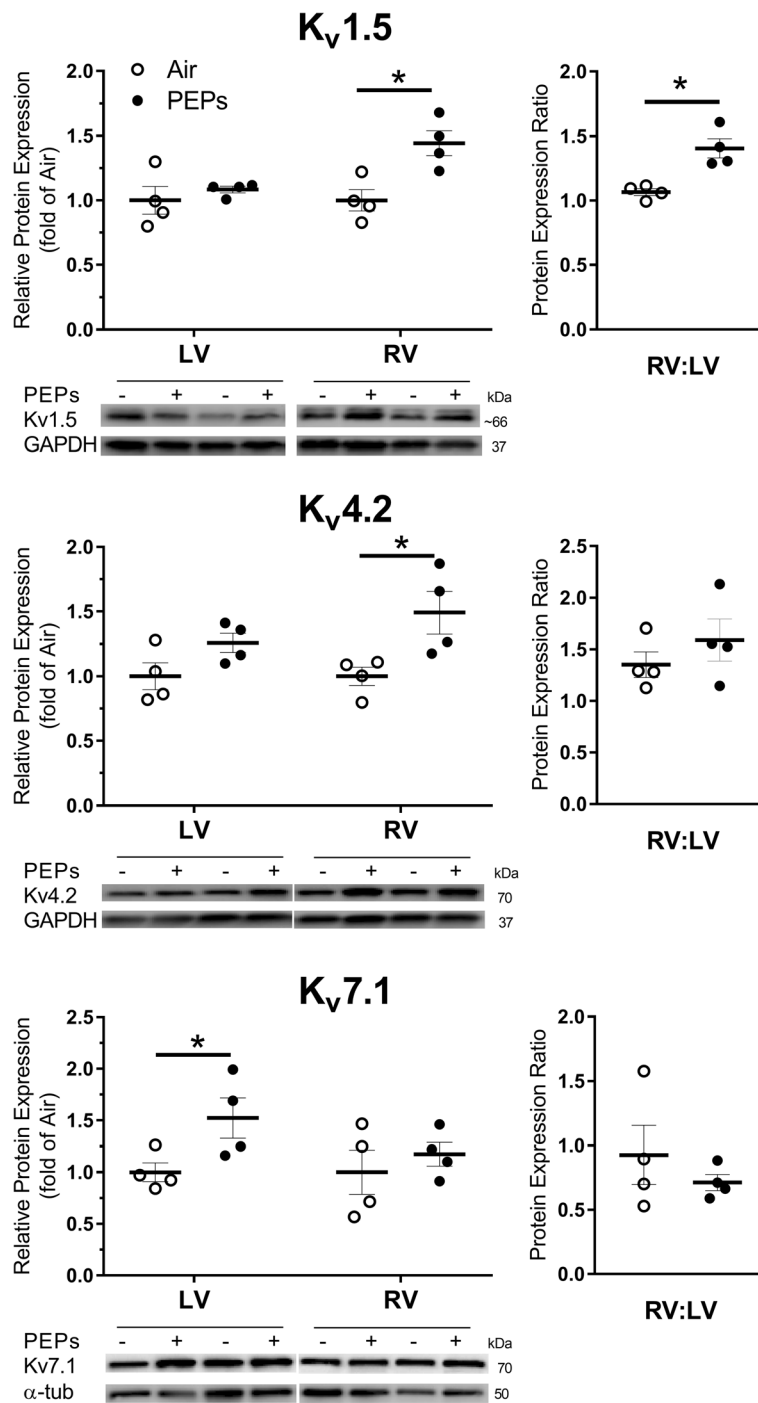 Kv1.5
Air
PEPs
*
*
Relative Protein Expression
(fold of Air)
2.0
1.5
1.0
0.5
0.0
LV
RV
Protein Expression Ratio
2.0
1.5
1.0
0.5
0.0
RV:LV
PEPs - + - + - + - + kDa
Kv1.5 ~66
GAPDH 37
Kv4.2
*
Relative Protein Expression
(fold of Air)
2.0
1.5
1.0
0.5
0.0
LV
RV
Protein Expression Ratio
2.5
2.0
1.5
1.0
0.5
0.0
RV:LV
PEPs - + - + - + - + kDa
Kv4.2 70
GAPDH 37
Kv7.1
*
Relative Protein Expression
(fold of Air)
2.5
2.0
1.5
1.0
0.5
0.0
LV
RV
Protein Expression Ratio
2.0
1.5
1.0
0.5
0.0
RV:LV
PEPs - + - + - + - + kDa
Kv7.1 70
α-tub 50